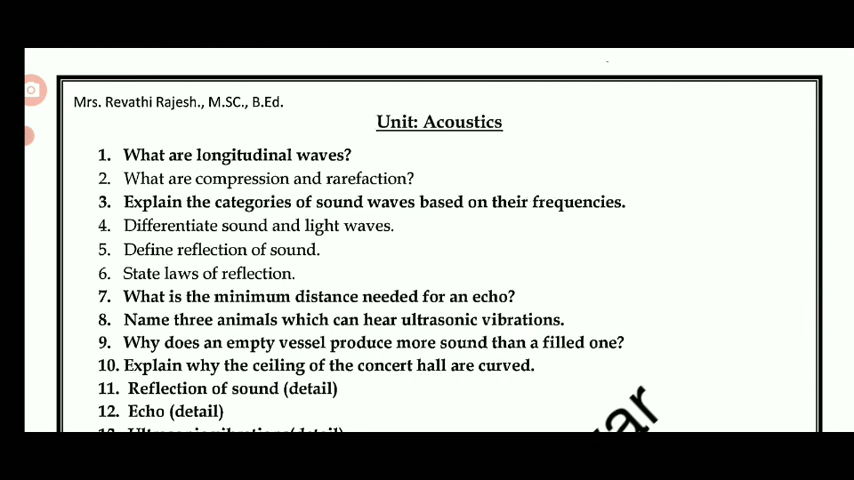 Mrs. Revathi Rajesh., M.SC., B.Ed.
Unit: Acoustics
1. What are longitudinal waves?
2. What are compression and rarefaction?
3. Explain the categories of sound waves based on their frequencies.
4. Differentiate sound and light waves.
5. Define reflection of sound.
6. State laws of reflection.
7. What is the minimum distance needed for an echo?
8. Name three animals which can hear ultrasonic vibrations.
9. Why does an empty vessel produce more sound than a filled one?
10. Explain why the ceiling of the concert hall are curved.
11. Reflection of sound (detail)
12. Echo (detail)